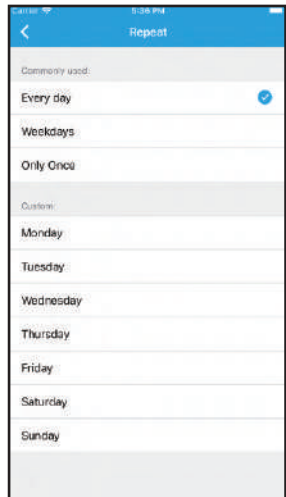 Carrier 5:36 PM
Repeat
Commonly used:
Every day
Weekdays
Only Once
Custom:
Monday
Tuesday
Wednesday
Thursday
Friday
Saturday
Sunday